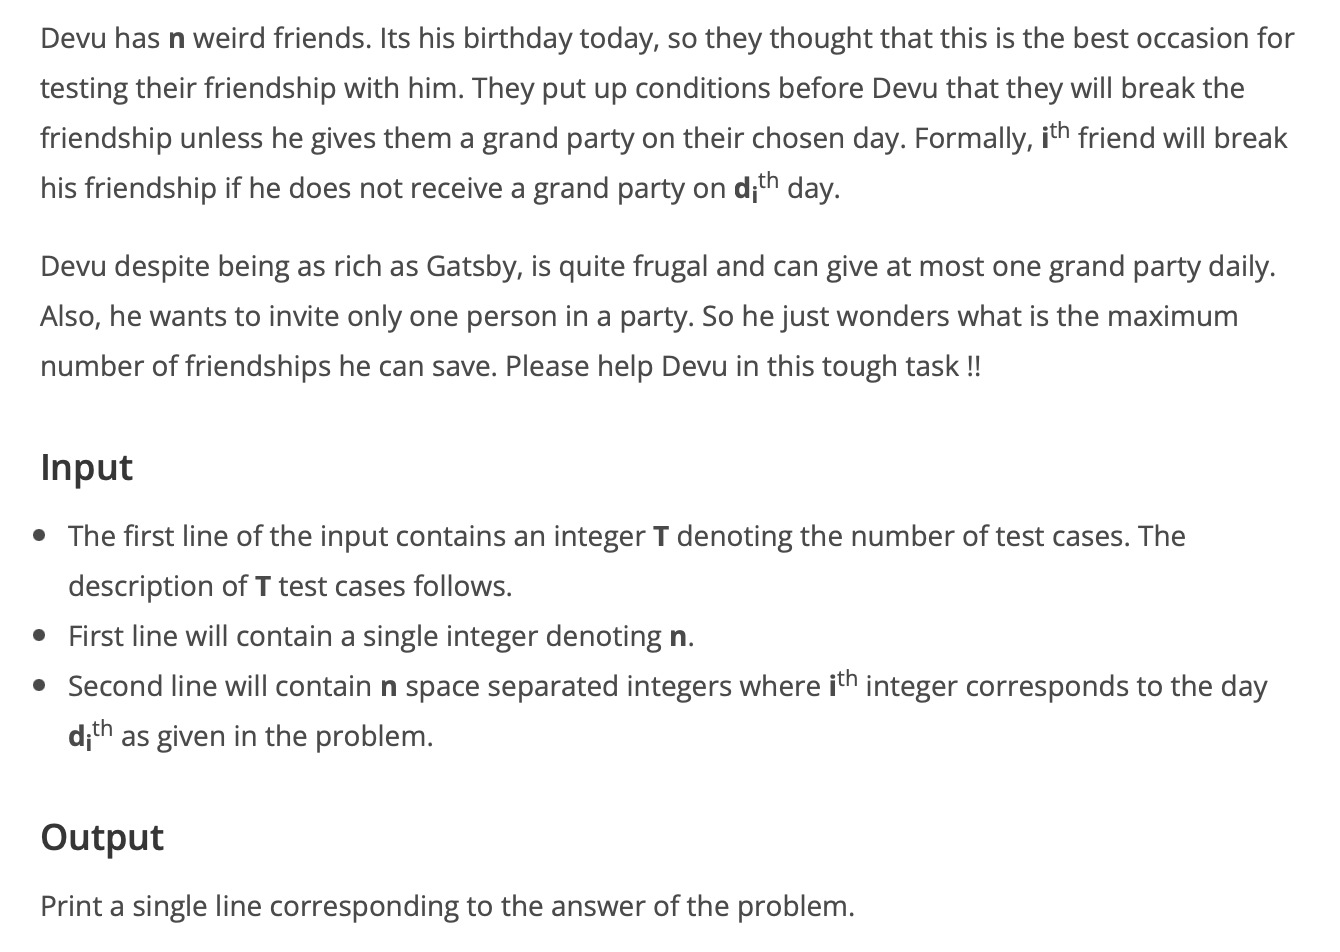 Devu has n weird friends. Its his birthday today, so they thought that this is the best occasion for
testing their friendship with him. They put up conditions before Devu that they will break the
friendship unless he gives them a grand party on their chosen day. Formally, ith friend will break
his friendship if he does not receive a grand party on dith day.
Devu despite being as rich as Gatsby, is quite frugal and can give at most one grand party daily.
Also, he wants to invite only one person in a party. So he just wonders what is the maximum
number of friendships he can save. Please help Devu in this tough task !!
Input
• The first line of the input contains an integer T denoting the number of test cases. The
description of T test cases follows.
• First line will contain a single integer denoting n.
• Second line will contain n space separated integers where ith integer corresponds to the day
dith as given in the problem.
Output
Print a single line corresponding to the answer of the problem.